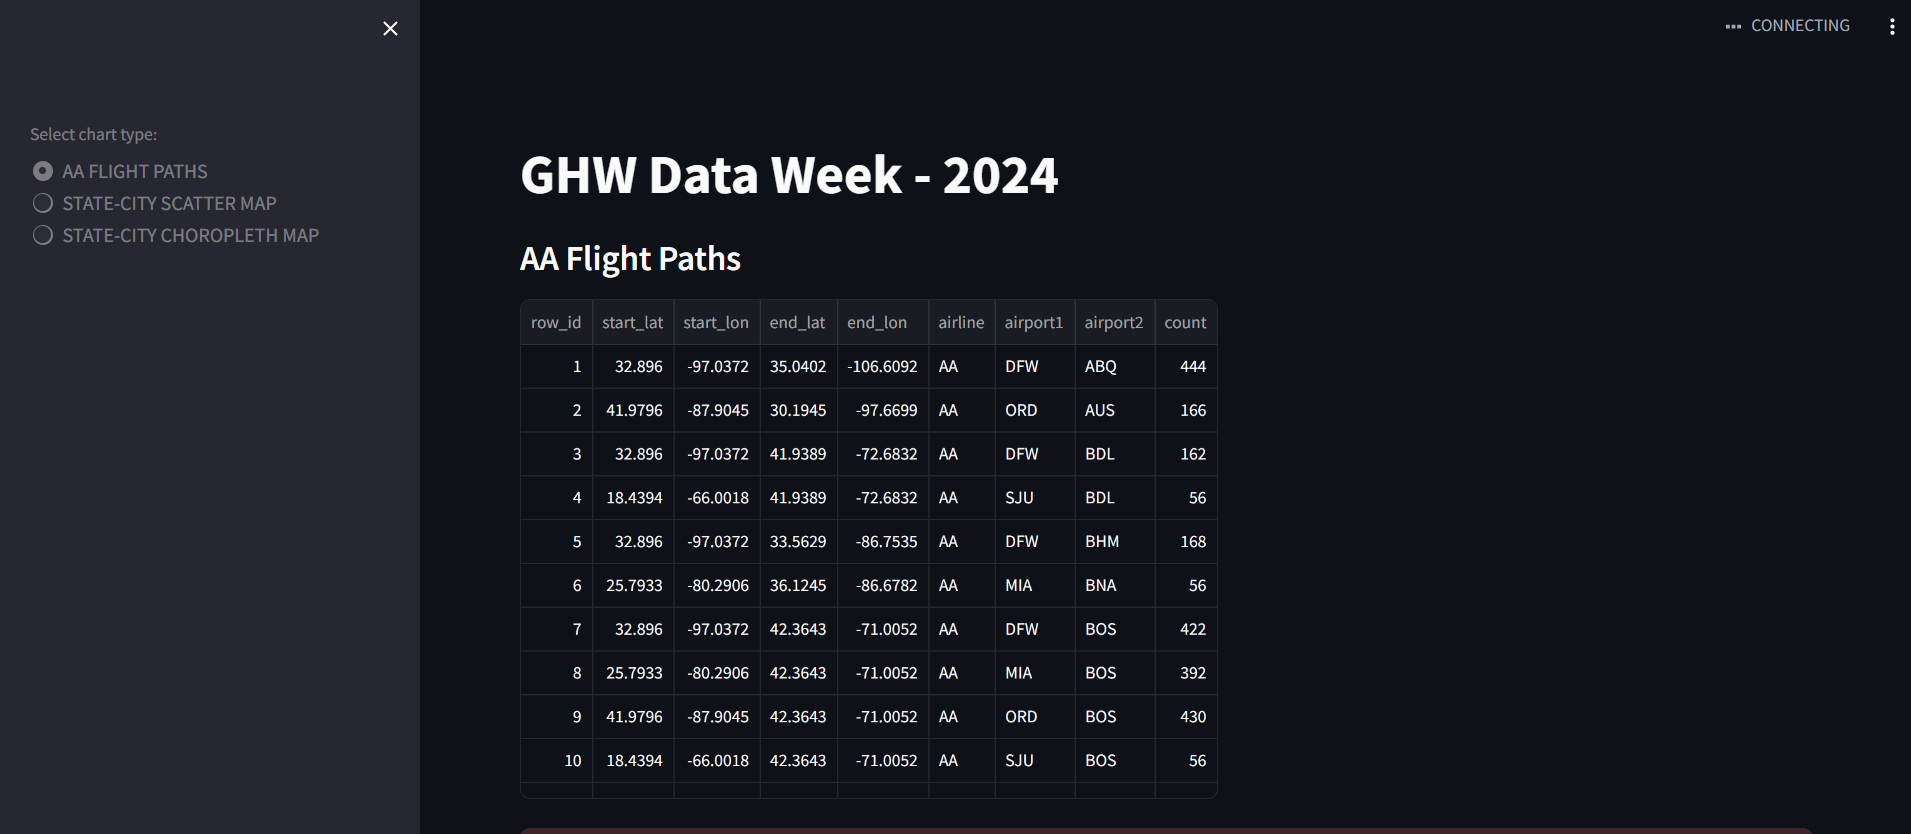 CONNECTING
Select chart type:
AA FLIGHT PATHS
STATE-CITY SCATTER MAP
STATE-CITY CHOROPLETH MAP
GHW Data Week - 2024
AA Flight Paths
row_id start_lat start_lon end_lat end_lon airline airport1 airport2 count
1 32.896 -97.0372 35.0402 -106.6092 AA DFW ABQ 444
2 41.9796 -87.9045 30.1945 -97.6699 AA ORD AUS 166
3 32.896 -97.0372 41.9389 -72.6832 AA DFW BDL 162
4 18.4394 -66.0018 41.9389 -72.6832 AA SJU BDL 56
5 32.896 -97.0372 33.5629 -86.7535 AA DFW BHM 168
6 25.7933 -80.2906 36.1245 -86.6782 AA MIA BNA 56
7 32.896 -97.0372 42.3643 -71.0052 AA DFW BOS 422
8 25.7933 -80.2906 42.3643 -71.0052 AA MIA BOS 392
9 41.9796 -87.9045 42.3643 -71.0052 AA ORD BOS 430
10 18.4394 -66.0018 42.3643 -71.0052 AA SJU BOS 56